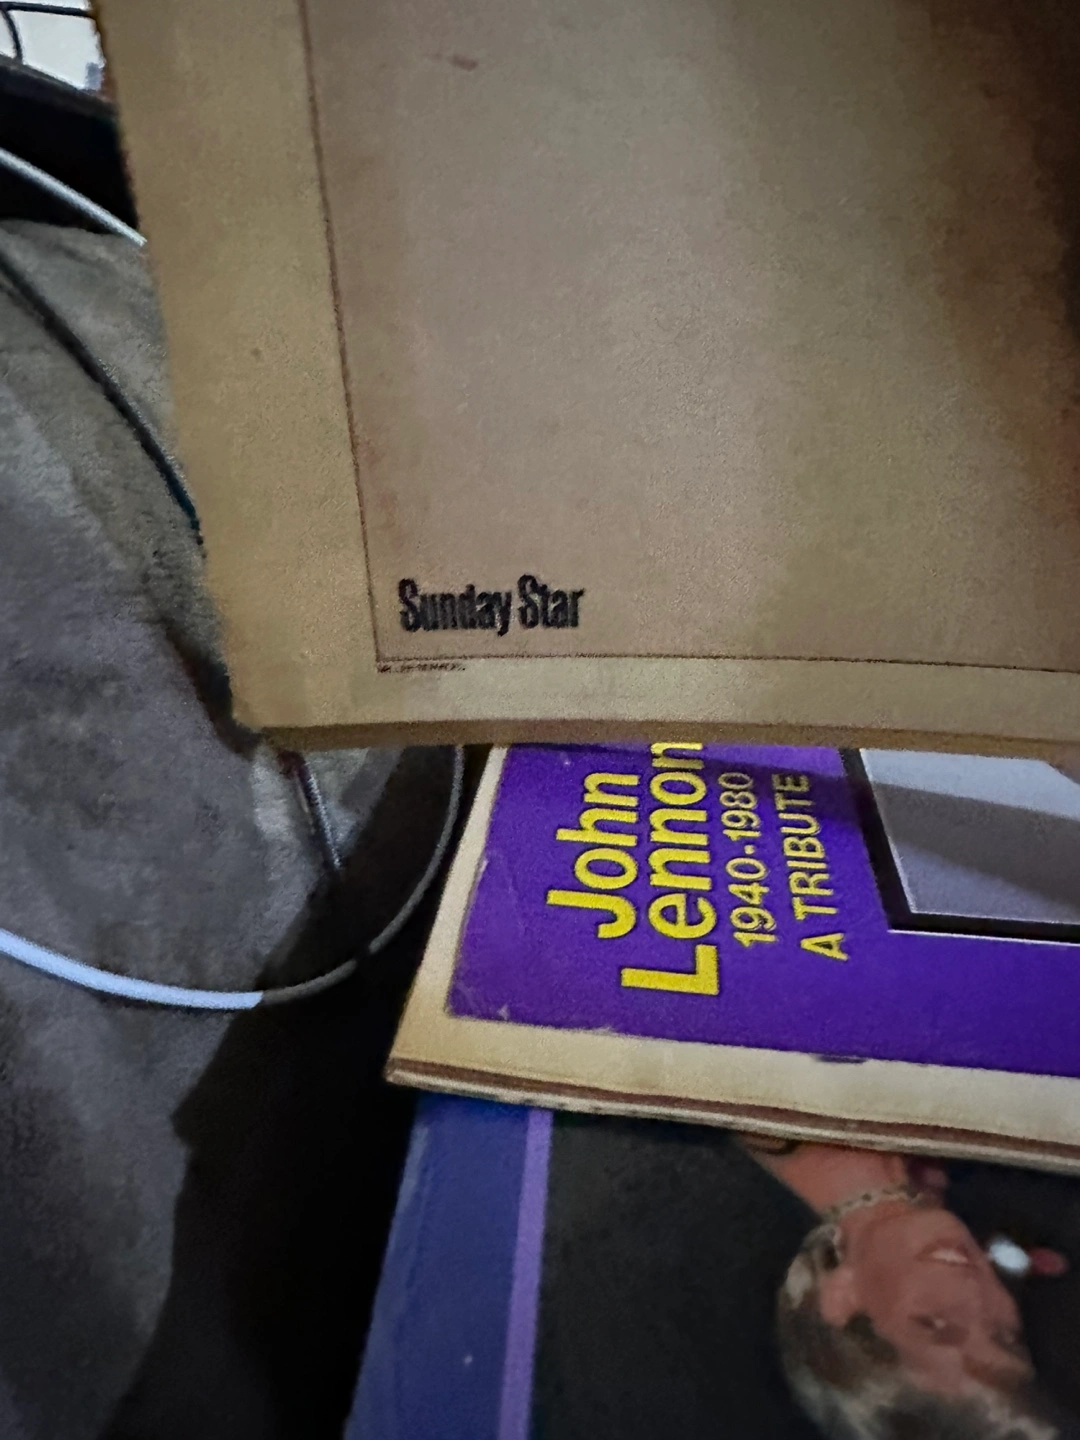 Sunday Star
John
Lennon
1940-1980
A TRIBUTE